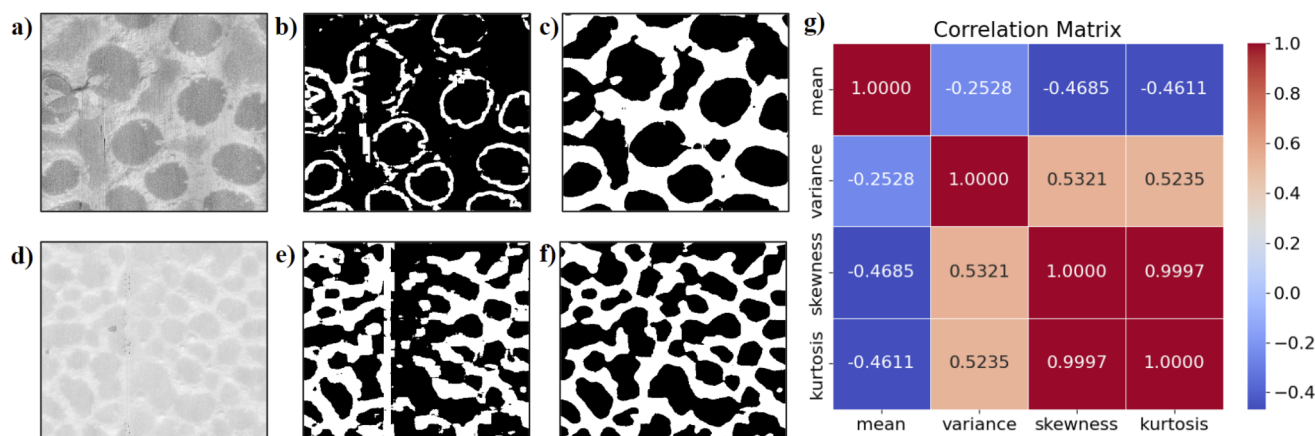 a)
b)
c)
d)
e)
f)
g)
Correlation Matrix
mean
1.0000 -0.2528 -0.4685 -0.4611
variance
-0.2528 1.0000 0.5321 0.5235
skewness
-0.4685 0.5321 1.0000 0.9997
kurtosis
-0.4611 0.5235 0.9997 1.0000
mean variance skewness kurtosis
1.0
0.8
0.6
0.4
0.2
0.0
−0.2
−0.4